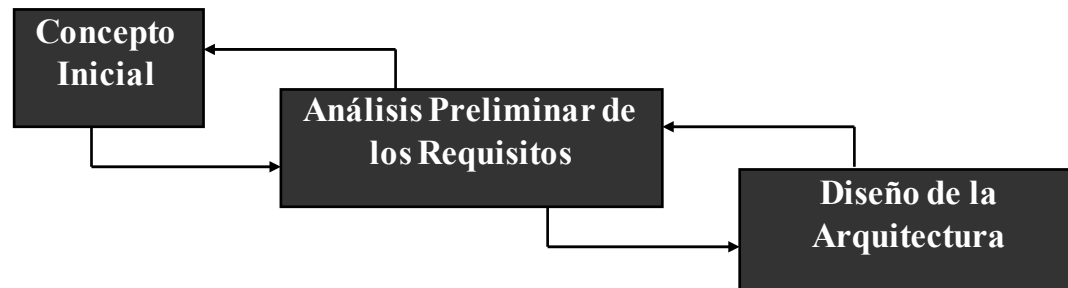 Concepto
Inicial
Análisis Preliminar de
los Requisitos
Diseño de la
Arquitectura